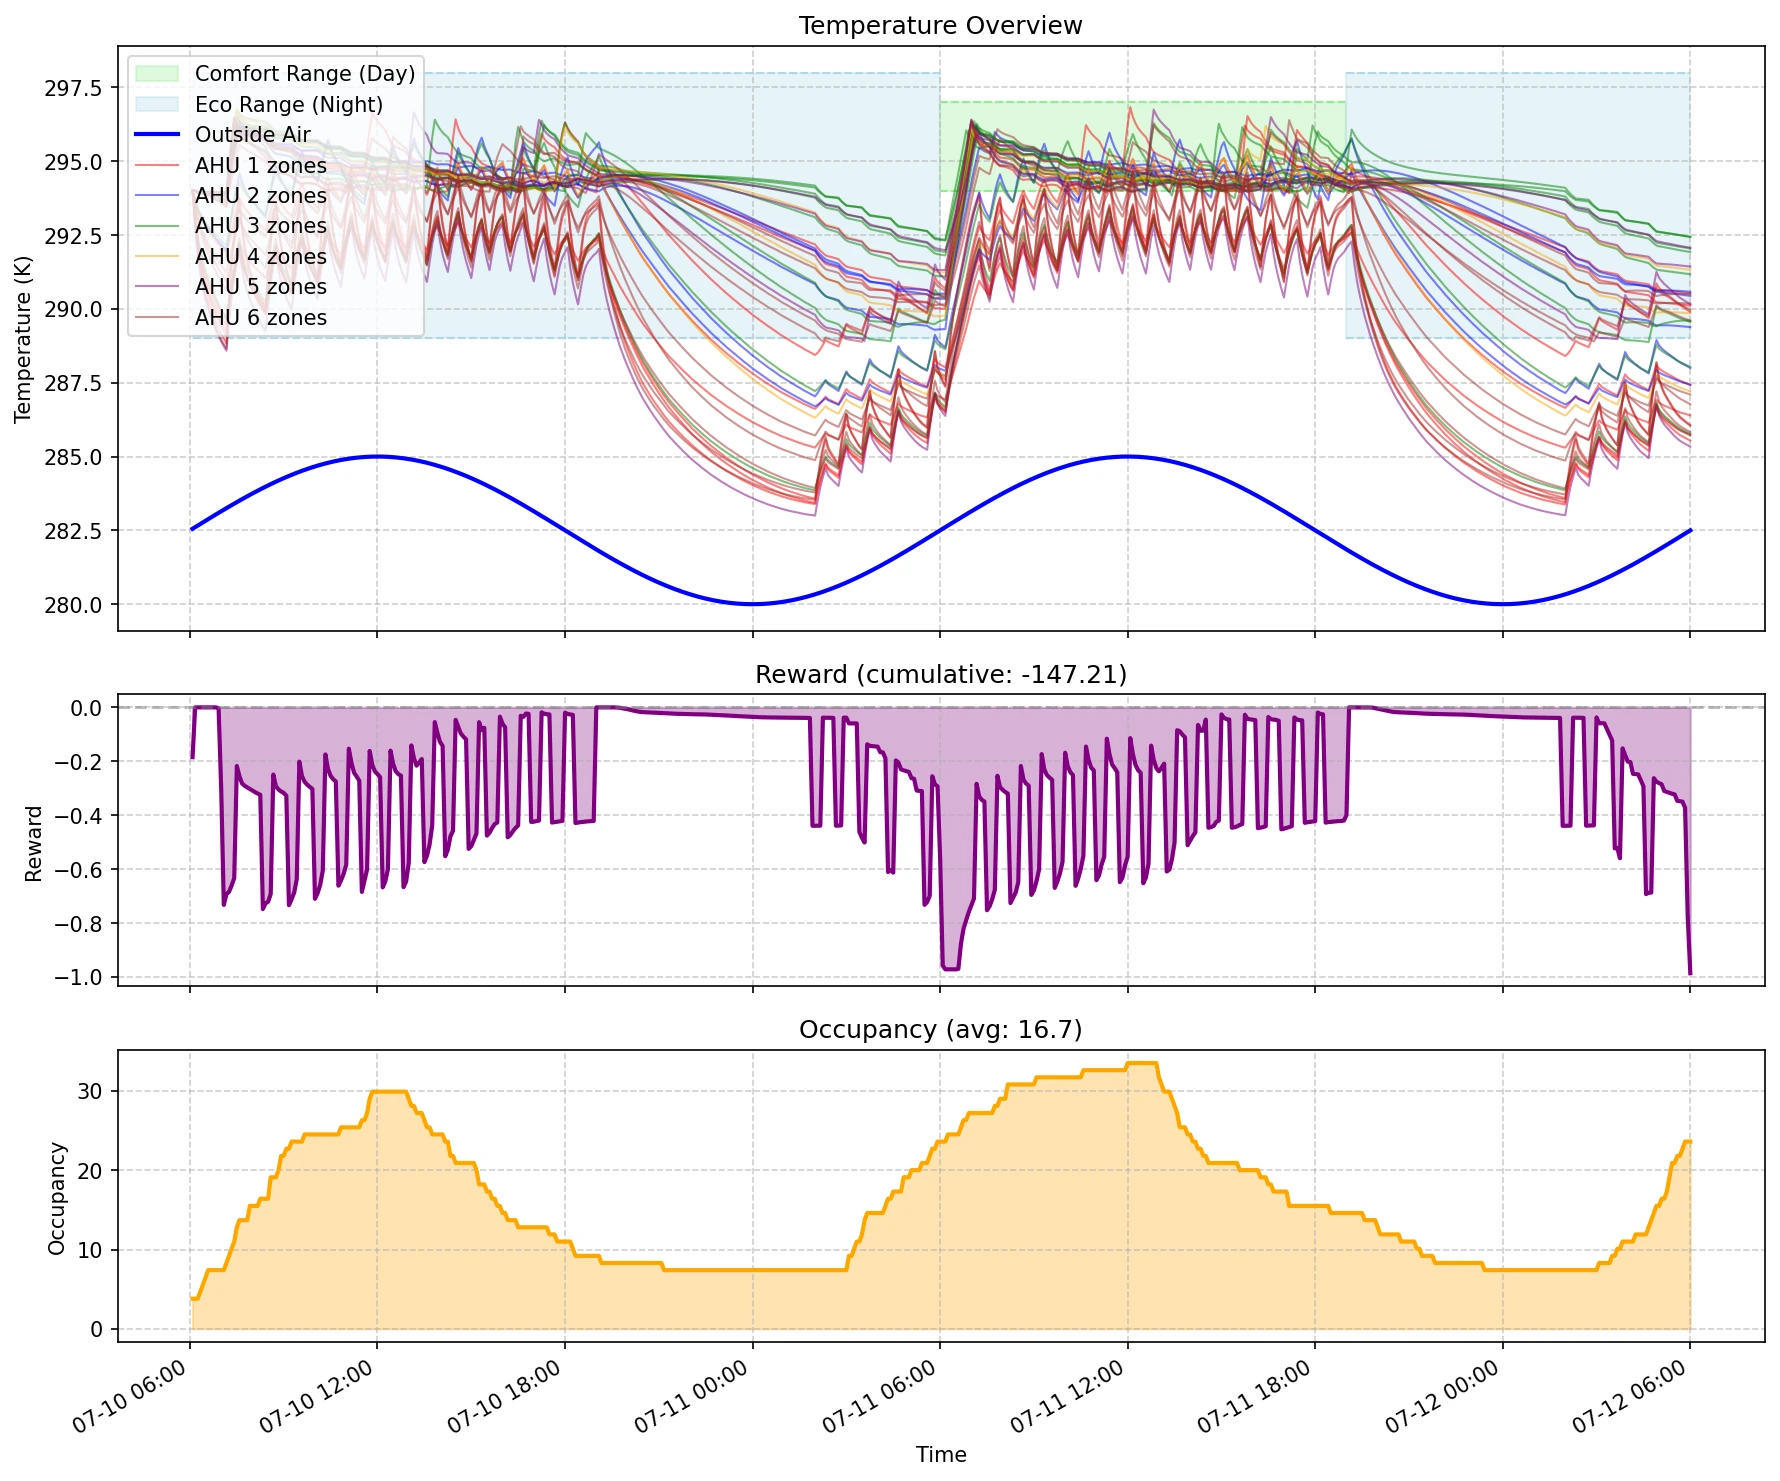 Temperature Overview
Temperature (K)
297.5
295.0
292.5
290.0
287.5
285.0
282.5
280.0
Comfort Range (Day)
Eco Range (Night)
Outside Air
AHU 1 zones
AHU 2 zones
AHU 3 zones
AHU 4 zones
AHU 5 zones
AHU 6 zones
Reward (cumulative: -147.21)
Reward
0.0
−0.2
−0.4
−0.6
−0.8
−1.0
Occupancy (avg: 16.7)
Occupancy
30
20
10
0
07-10 06:00
07-10 12:00
07-10 18:00
07-11 00:00
07-11 06:00
07-11 12:00
07-11 18:00
07-12 00:00
07-12 06:00
Time